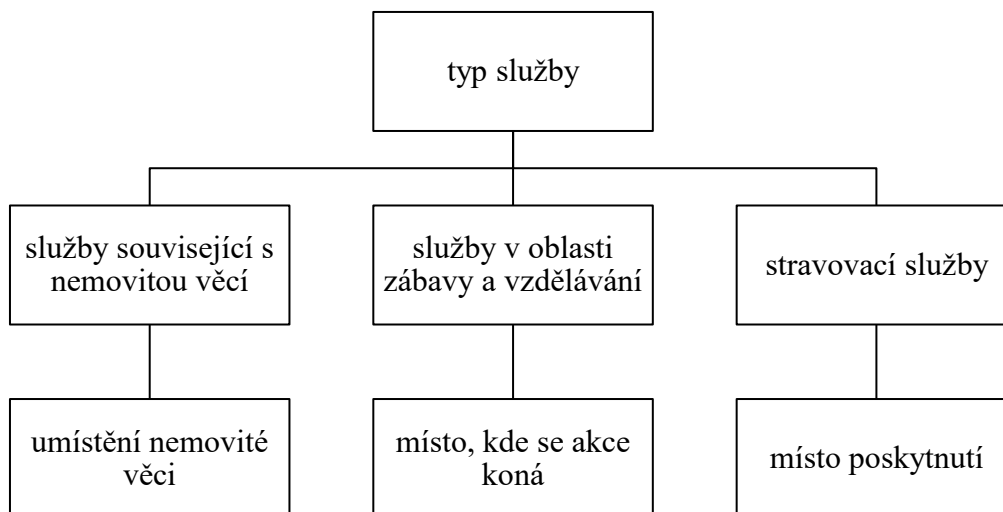 typ služby
služby související s
nemovitou věcí
služby v oblasti
zábavy a vzdělávání
stravovací služby
umístění nemovité
věci
místo, kde se akce
koná
místo poskytnutí